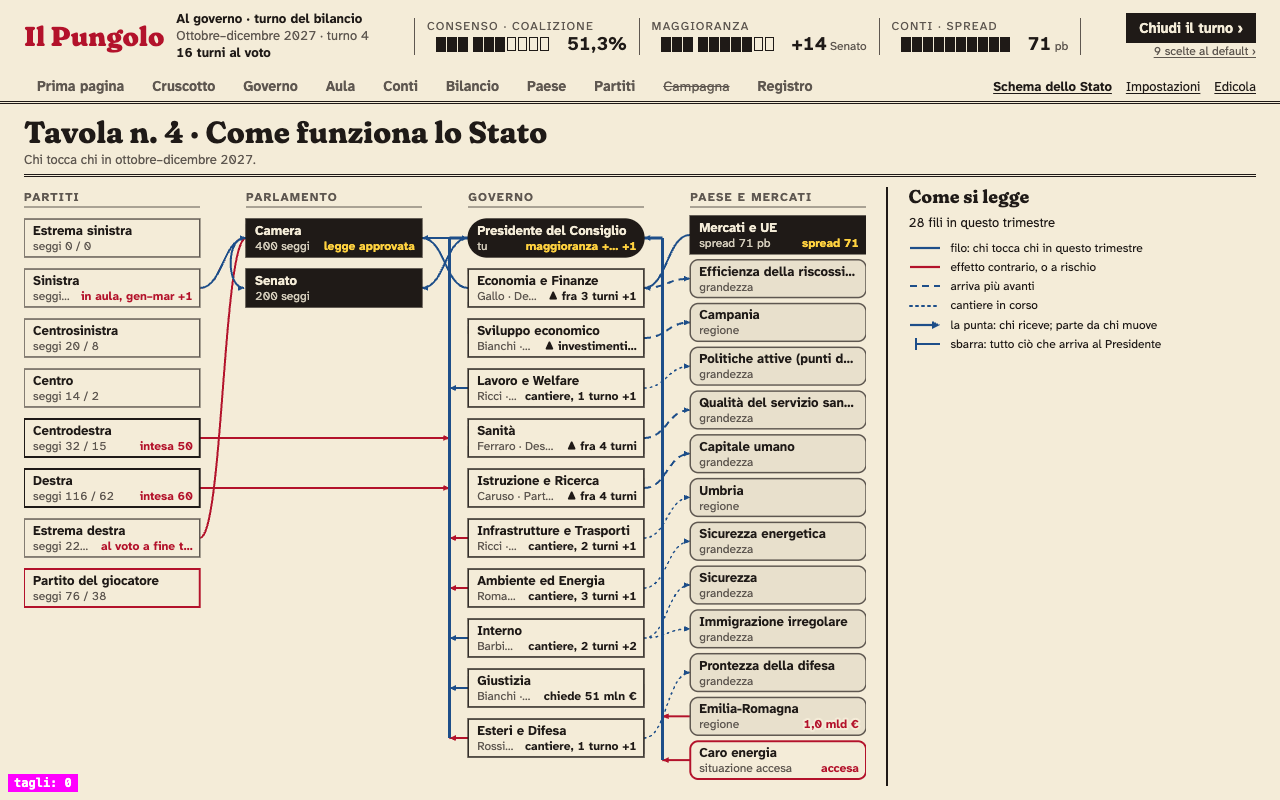 Il Pungolo
Al governo · turno del bilancio
Ottobre–dicembre 2027 · turno 4
16 turni al voto
CONSENSO · COALIZIONE
51,3%
MAGGIORANZA
+14 Senato
CONTI · SPREAD
71 pb
Chiudi il turno ›
9 scelte al default ›
Prima pagina Cruscotto Governo Aula Conti Bilancio Paese Partiti Campagna Registro
Schema dello Stato Impostazioni Edicola
Tavola n. 4 · Come funziona lo Stato
Chi tocca chi in ottobre–dicembre 2027.
PARTITI
Estrema sinistra
seggi 0 / 0
Sinistra
seggi... in aula, gen–mar +1
Centrosinistra
seggi 20 / 8
Centro
seggi 14 / 2
Centrodestra
seggi 32 / 15 intesa 50
Destra
seggi 116 / 62 intesa 60
Estrema destra
seggi 22... al voto a fine t...
Partito del giocatore
seggi 76 / 38
PARLAMENTO
Camera
400 seggi legge approvata
Senato
200 seggi
GOVERNO
Presidente del Consiglio
tu maggioranza +... +1
Economia e Finanze
Gallo · De... ▲ fra 3 turni +1
Sviluppo economico
Bianchi ·... ▲ investimenti...
Lavoro e Welfare
Ricci ·... cantiere, 1 turno +1
Sanità
Ferraro · Des... ▲ fra 4 turni
Istruzione e Ricerca
Caruso · Part... ▲ fra 4 turni
Infrastrutture e Trasporti
Ricci ·... cantiere, 2 turni +1
Ambiente ed Energia
Roma... cantiere, 3 turni +1
Interno
Barbi... cantiere, 2 turni +2
Giustizia
Bianchi ·... chiede 51 mln €
Esteri e Difesa
Rossi... cantiere, 1 turno +1
PAESE E MERCATI
Mercati e UE
spread 71 pb spread 71
Efficienza della riscossi...
grandezza
Campania
regione
Politiche attive (punti d...
grandezza
Qualità del servizio san...
grandezza
Capitale umano
grandezza
Umbria
regione
Sicurezza energetica
grandezza
Sicurezza
grandezza
Immigrazione irregolare
grandezza
Prontezza della difesa
grandezza
Emilia-Romagna
regione 1,0 mld €
Caro energia
situazione accesa accesa
Come si legge
28 fili in questo trimestre
filo: chi tocca chi in questo trimestre
effetto contrario, o a rischio
arriva più avanti
cantiere in corso
la punta: chi riceve; parte da chi muove
sbarra: tutto ciò che arriva al Presidente
tagli: 0